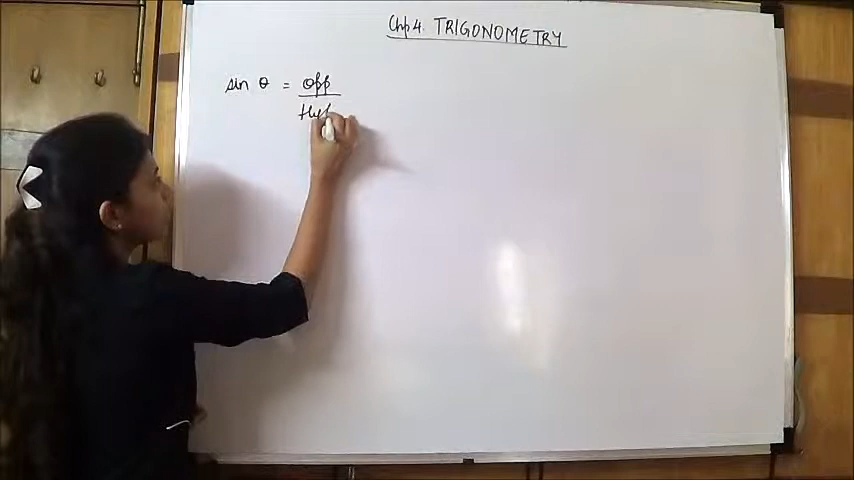 Chp 4. TRIGONOMETRY
sin θ = opp
Hyp